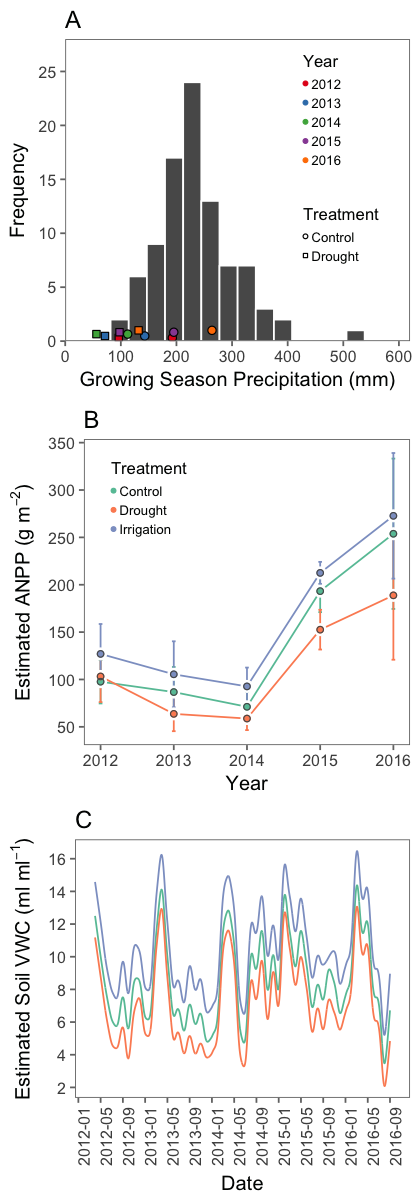 A
25
20
15
10
5
0
Frequency
Year
2012
2013
2014
2015
2016
Treatment
Control
Drought
0 100 200 300 400 500 600
Growing Season Precipitation (mm)
B
350
300
250
200
150
100
50
Estimated ANPP (g m⁻²)
Treatment
Control
Drought
Irrigation
2012 2013 2014 2015 2016
Year
C
16
14
12
10
8
6
4
2
Estimated Soil VWC (ml ml⁻¹)
2012-01
2012-05
2012-09
2013-01
2013-05
2013-09
2014-01
2014-05
2014-09
2015-01
2015-05
2015-09
2016-01
2016-05
2016-09
Date